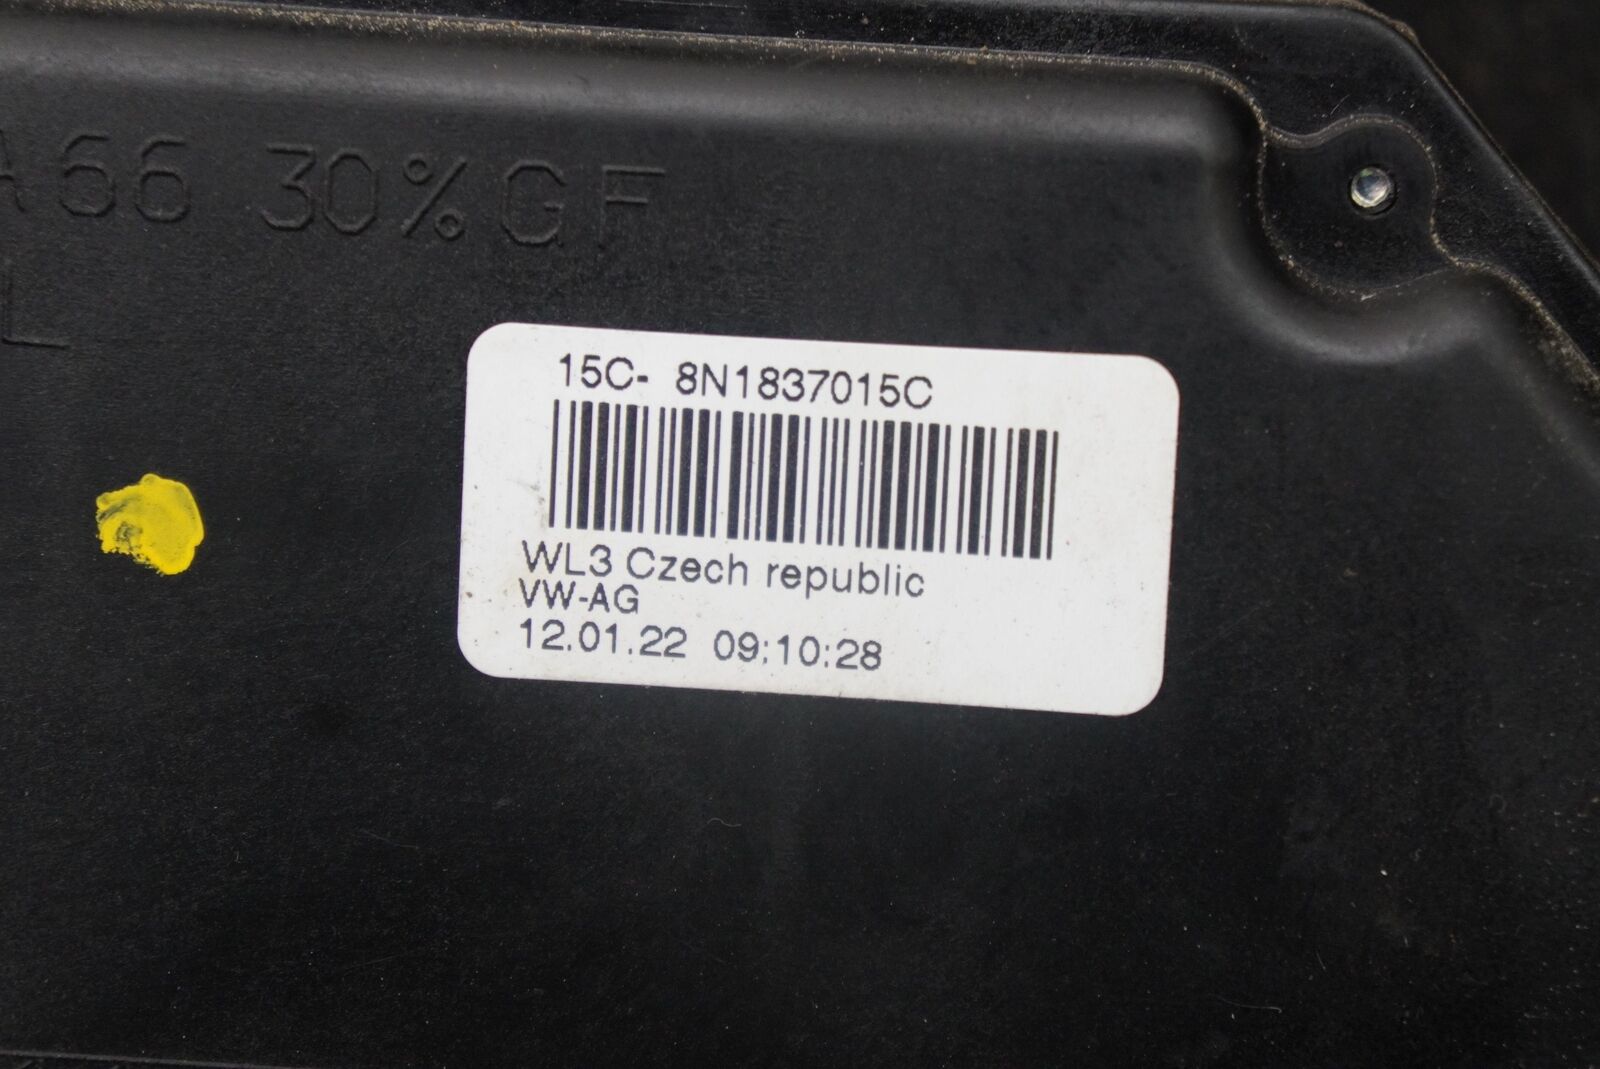 A66 30%GF
L
15C- 8N1837015C
WL3 Czech republic
VW-AG
12.01.22 09:10:28